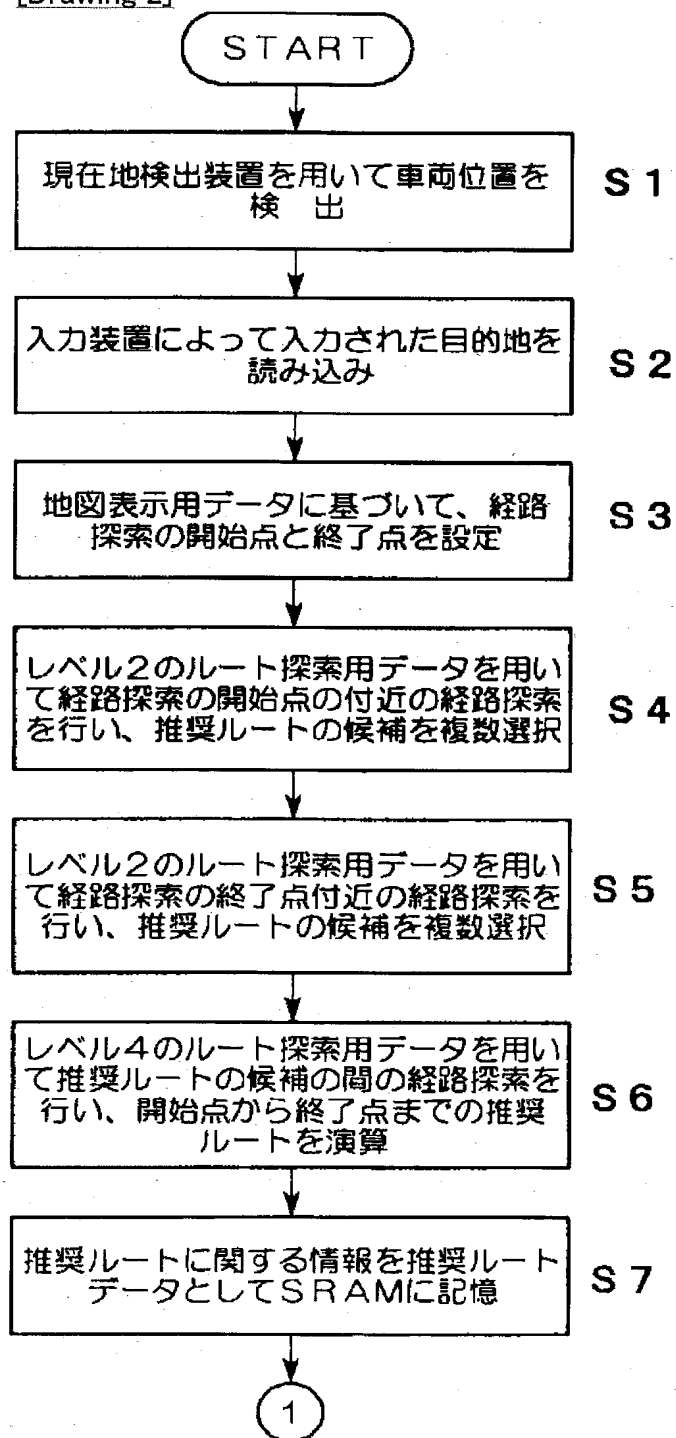 [Drawing 2]
START
現在地検出装置を用いて車両位置を
検 出
S1
入力装置によって入力された目的地を
読み込み
S2
地図表示用データに基づいて、経路
探索の開始点と終了点を設定
S3
レベル2のルート探索用データを用い
て経路探索の開始点の付近の経路探索
を行い、推奨ルートの候補を複数選択
S4
レベル2のルート探索用データを用い
て経路探索の終了点付近の経路探索を
行い、推奨ルートの候補を複数選択
S5
レベル4のルート探索用データを用い
て推奨ルートの候補の間の経路探索を
行い、開始点から終了点までの推奨
ルートを演算
S6
推奨ルートに関する情報を推奨ルート
データとしてSRAMに記憶
S7
1